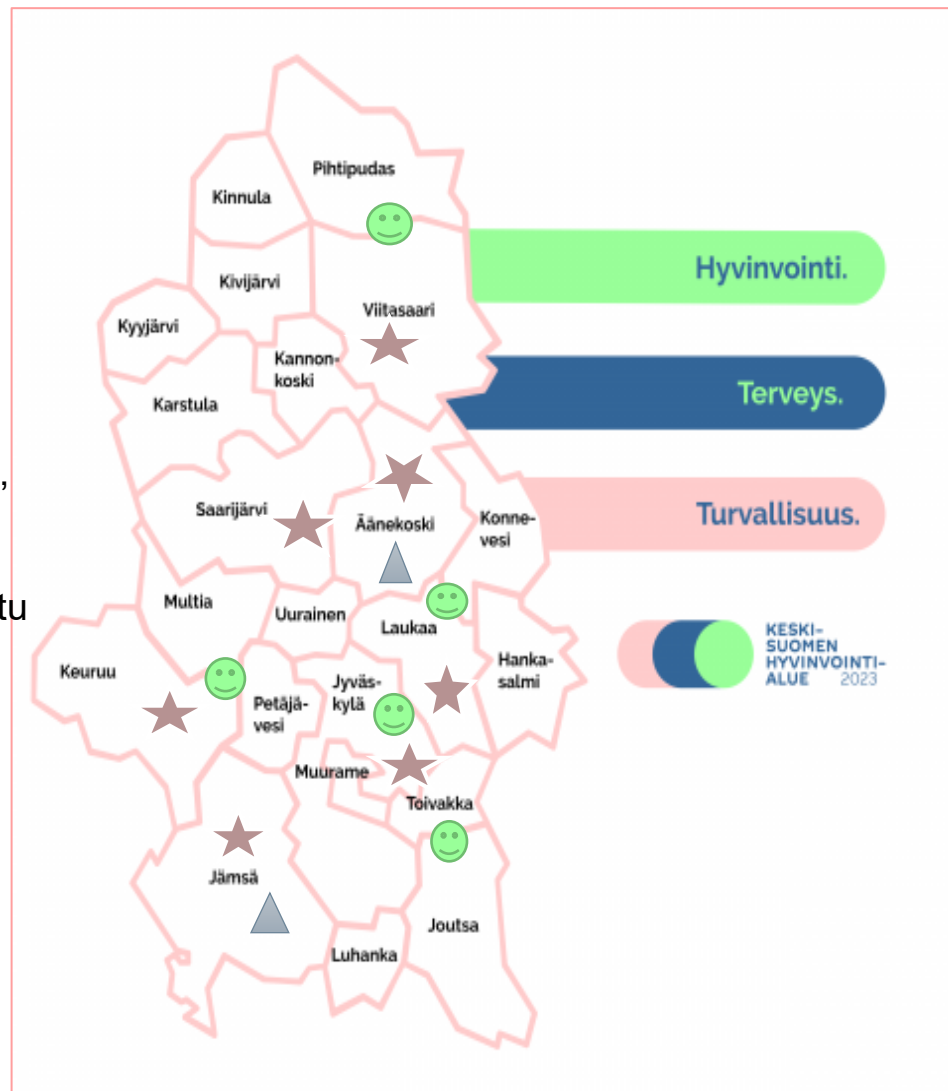 Pihtipudas
Kinnula
Hyvinvointi.
Kivijärvi
Viitasaari
Kyyjärvi
Kannon-
koski
Terveys.
Karstula
,
Saarijärvi
Äänekoski
Konne-
vesi
Turvallisuus.
tu
Multia
Uurainen
Laukaa
Keuruu
Petäjä-
vesi
Jyväs-
kylä
Hanka-
salmi
KESKI-
SUOMEN
HYVINVOINTI-
ALUE 2023
Muurame
Toivakka
Jämsä
Joutsa
Luhanka